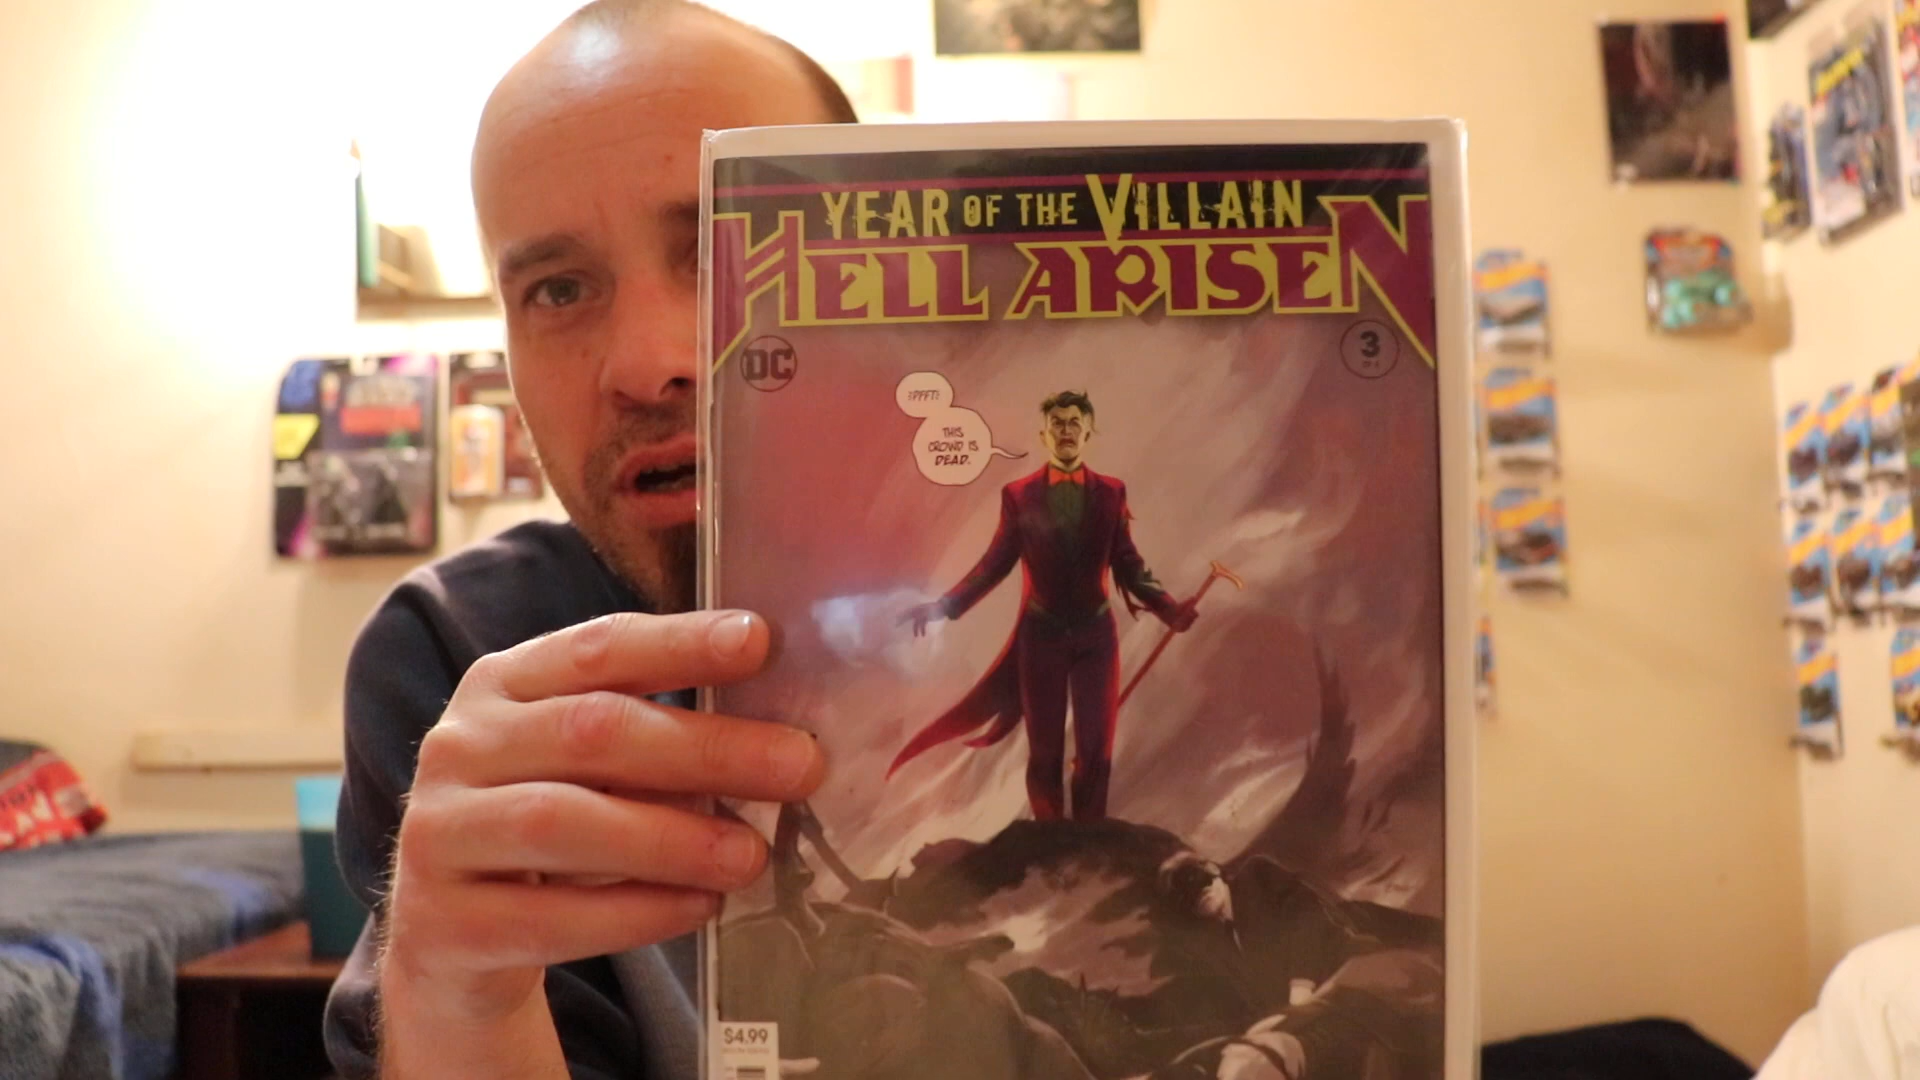 YEAR OF THE VILLAIN
HELL ARISEN
DC
3
:PFFT:
THIS
CROWD IS
DEAD.
$4.99